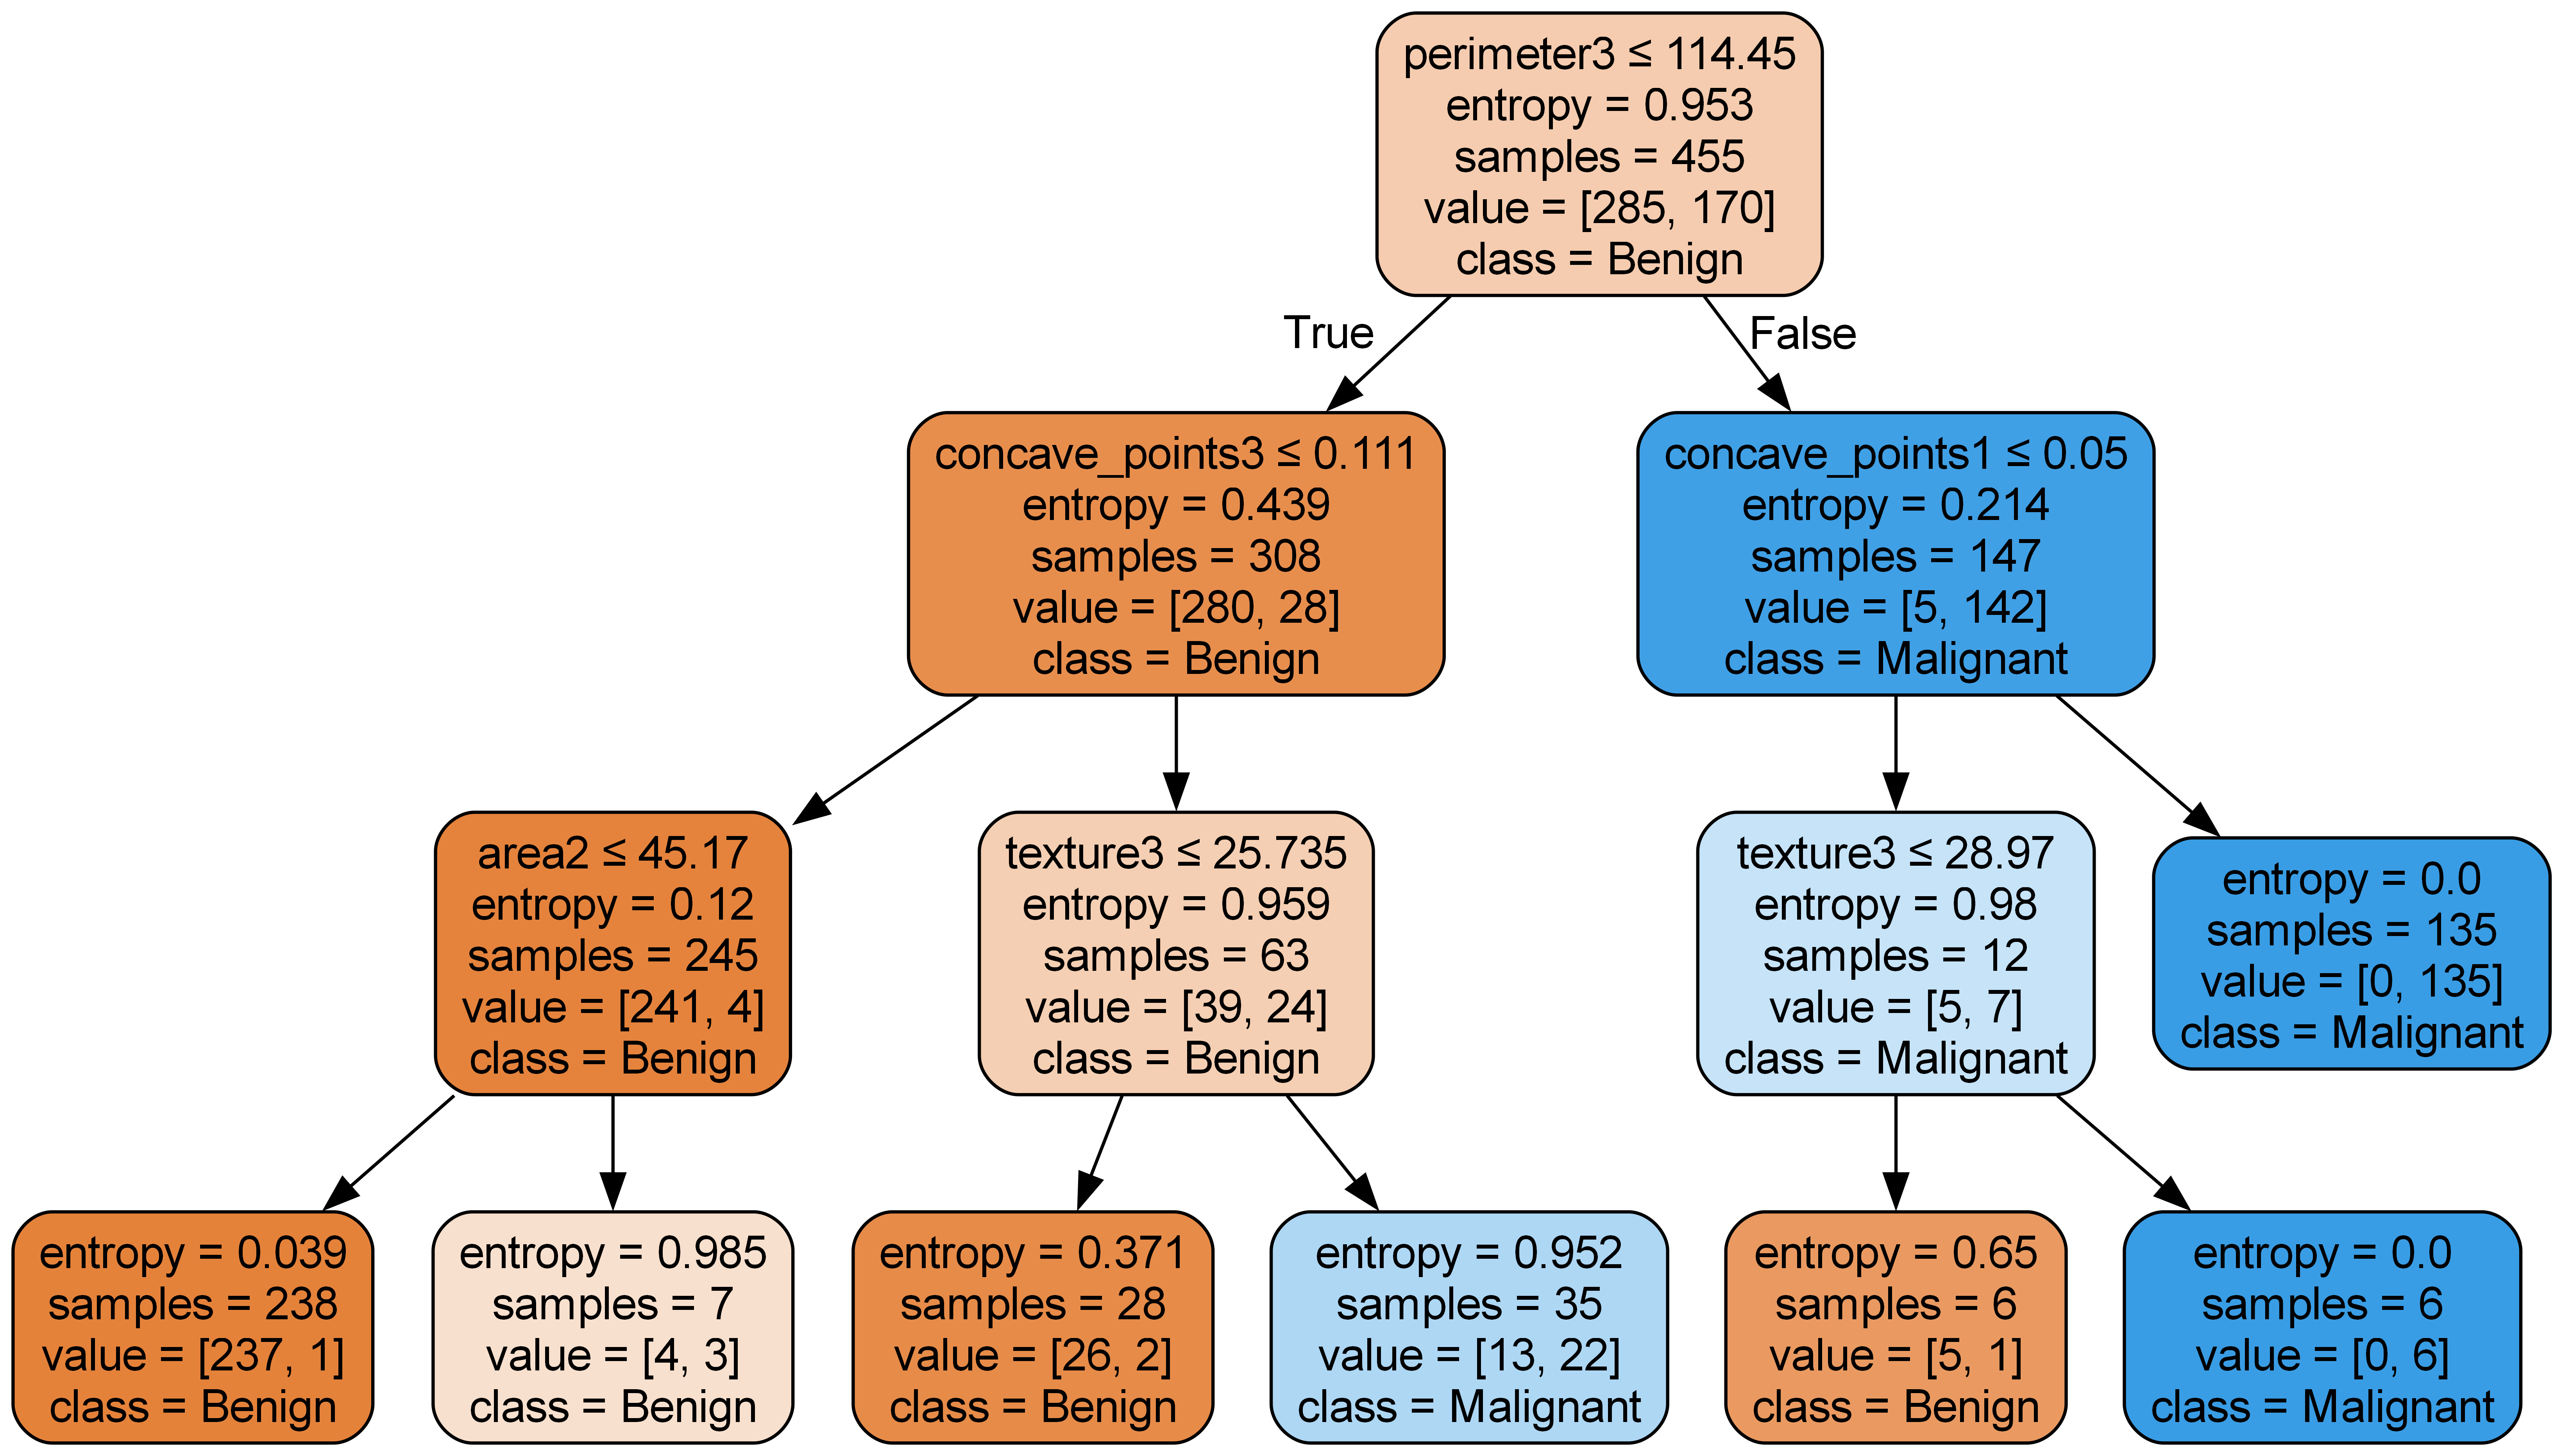 perimeter3 ≤ 114.45
entropy = 0.953
samples = 455
value = [285, 170]
class = Benign
True
False
concave_points3 ≤ 0.111
entropy = 0.439
samples = 308
value = [280, 28]
class = Benign
concave_points1 ≤ 0.05
entropy = 0.214
samples = 147
value = [5, 142]
class = Malignant
area2 ≤ 45.17
entropy = 0.12
samples = 245
value = [241, 4]
class = Benign
texture3 ≤ 25.735
entropy = 0.959
samples = 63
value = [39, 24]
class = Benign
texture3 ≤ 28.97
entropy = 0.98
samples = 12
value = [5, 7]
class = Malignant
entropy = 0.0
samples = 135
value = [0, 135]
class = Malignant
entropy = 0.039
samples = 238
value = [237, 1]
class = Benign
entropy = 0.985
samples = 7
value = [4, 3]
class = Benign
entropy = 0.371
samples = 28
value = [26, 2]
class = Benign
entropy = 0.952
samples = 35
value = [13, 22]
class = Malignant
entropy = 0.65
samples = 6
value = [5, 1]
class = Benign
entropy = 0.0
samples = 6
value = [0, 6]
class = Malignant